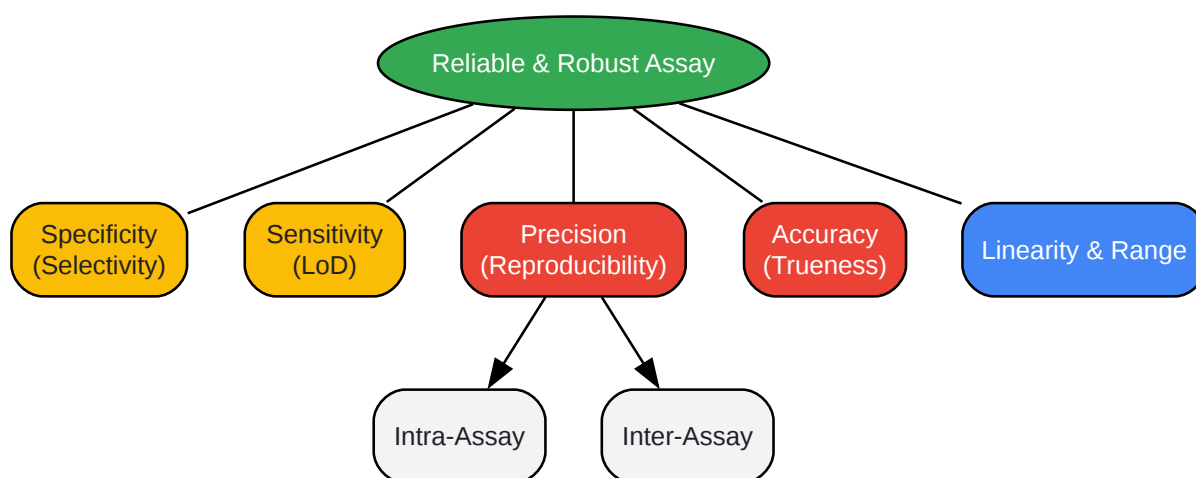 Reliable & Robust Assay
Specificity
(Selectivity)
Sensitivity
(LoD)
Precision
(Reproducibility)
Accuracy
(Trueness)
Linearity & Range
Intra-Assay
Inter-Assay